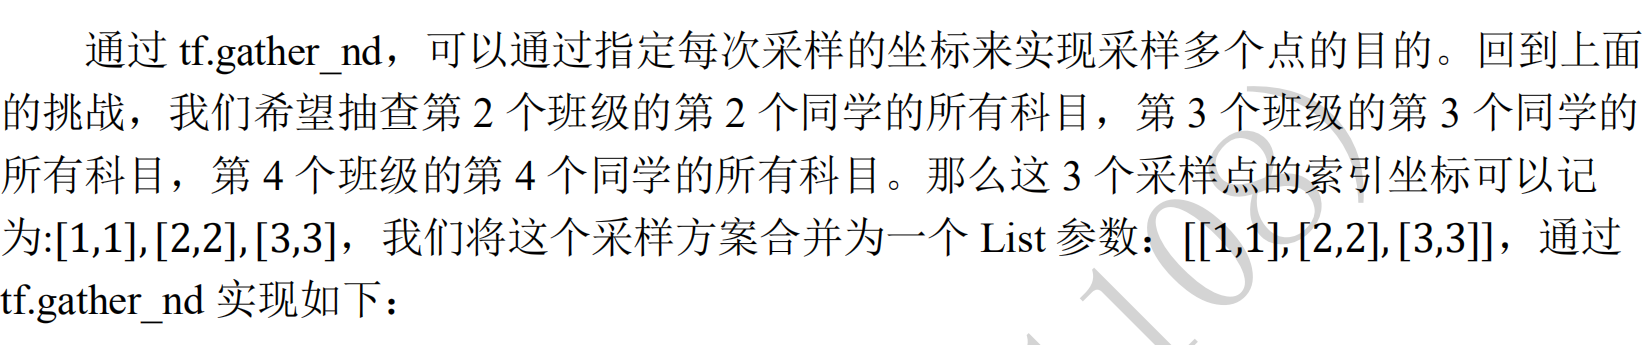 通过 tf.gather_nd，可以通过指定每次采样的坐标来实现采样多个点的目的。回到上面
的挑战，我们希望抽查第 2 个班级的第 2 个同学的所有科目，第 3 个班级的第 3 个同学的
所有科目，第 4 个班级的第 4 个同学的所有科目。那么这 3 个采样点的索引坐标可以记
为:[1,1],[2,2],[3,3]，我们将这个采样方案合并为一个 List 参数：[[1,1],[2,2],[3,3]]，通过
tf.gather_nd 实现如下：
108)